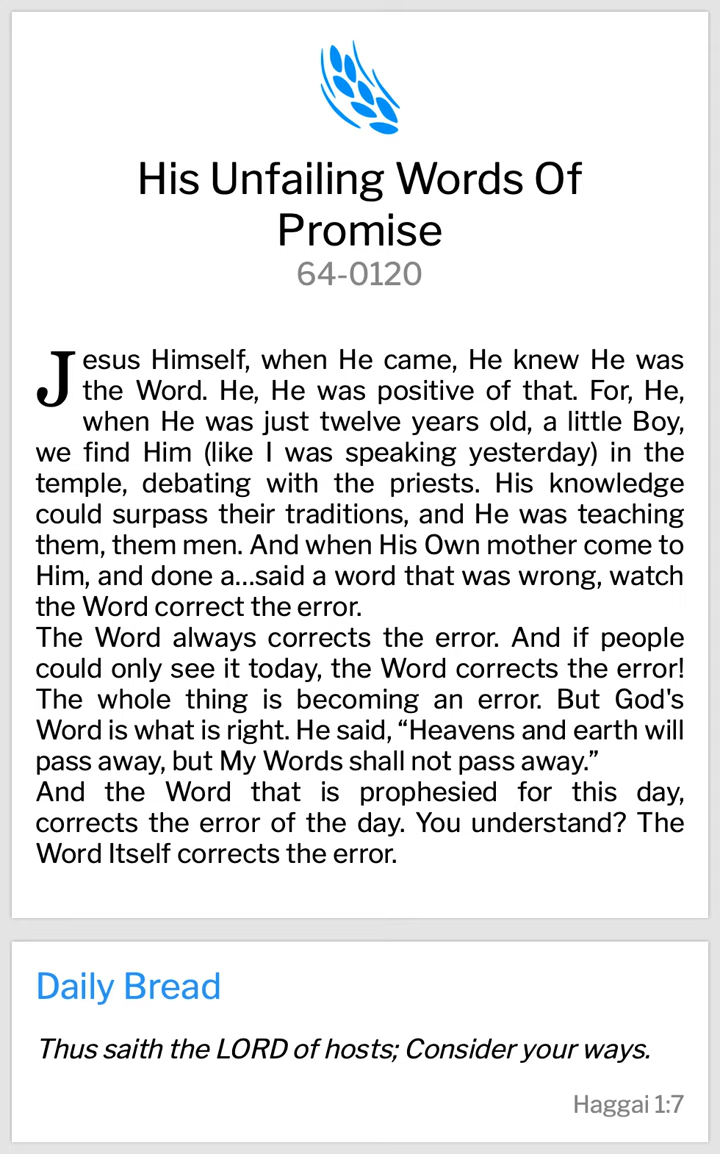 His Unfailing Words Of
Promise
64-0120
Jesus Himself, when He came, He knew He was
the Word. He, He was positive of that. For, He,
when He was just twelve years old, a little Boy,
we find Him (like I was speaking yesterday) in the
temple, debating with the priests. His knowledge
could surpass their traditions, and He was teaching
them, them men. And when His Own mother come to
Him, and done a...said a word that was wrong, watch
the Word correct the error.
The Word always corrects the error. And if people
could only see it today, the Word corrects the error!
The whole thing is becoming an error. But God's
Word is what is right. He said, “Heavens and earth will
pass away, but My Words shall not pass away.”
And the Word that is prophesied for this day,
corrects the error of the day. You understand? The
Word Itself corrects the error.
Daily Bread
Thus saith the LORD of hosts; Consider your ways.
Haggai 1:7